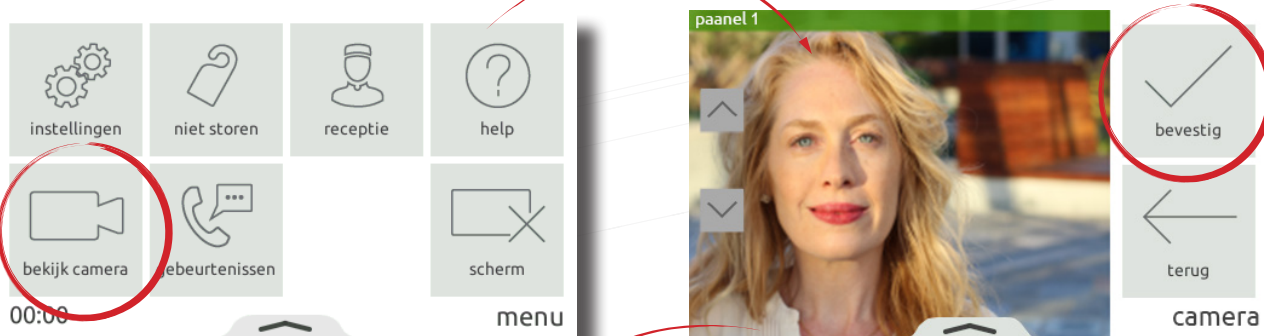 instellingen
niet storen
receptie
help
bekijk camera
gebeurtenissen
scherm
00:00
menu
paanel 1
bevestig
terug
camera